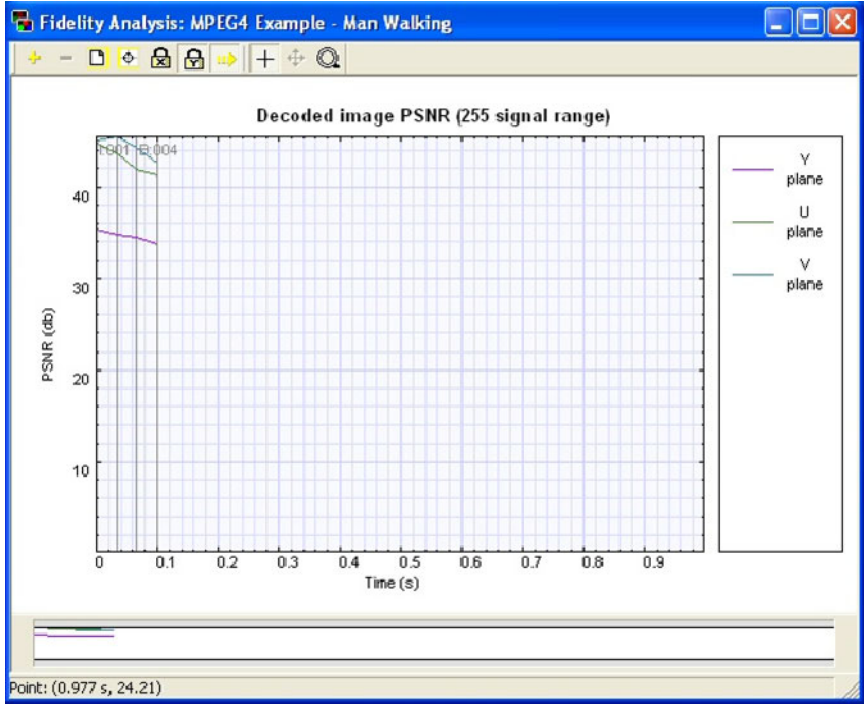 Fidelity Analysis: MPEG4 Example - Man Walking
Decoded image PSNR (255 signal range)
Y
plane
U
plane
V
plane
40
30
20
10
PSNR (db)
0 0.1 0.2 0.3 0.4 0.5 0.6 0.7 0.8 0.9
Time (s)
Point: (0.977 s, 24.21)